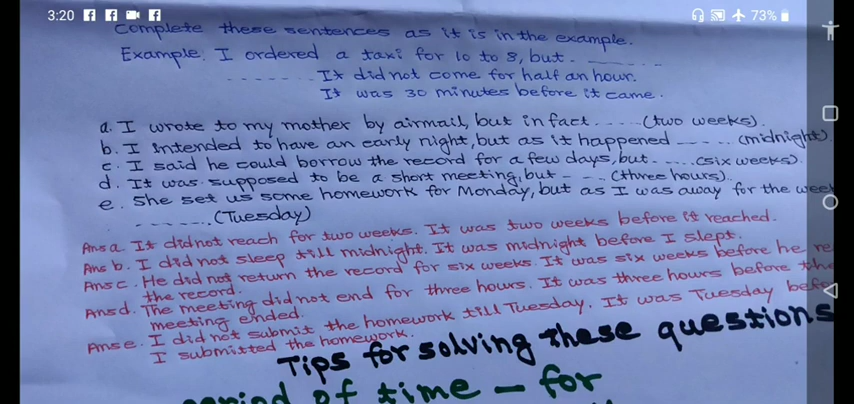 3:20 73%
Complete these sentences as it is in the example.
Example. I ordered a taxi for 10 to 8, but ......
........... It did not come for half an hour.
It was 30 minutes before it came.
a. I wrote to my mother by airmail, but in fact ..... (two weeks).
b. I intended to have an early night, but as it happened ..... (midnight).
c. I said he could borrow the record for a few days, but ..... (six weeks).
d. It was supposed to be a short meeting, but - -. (three hours).
e. She set us some homework for Monday, but as I was away for the week
........(Tuesday)
Ans a. It did not reach for two weeks. It was two weeks before it reached.
Ans b. I did not sleep till midnight. It was midnight before I slept.
Ans c. He did not return the record for six weeks. It was six weeks before he re
the record.
Ans d. The meeting did not end for three hours. It was three hours before the
meeting ended.
Ans e. I did not submit the homework till Tuesday. It was Tuesday befo
I submitted the homework.
Tips for solving these questions
period of time — for